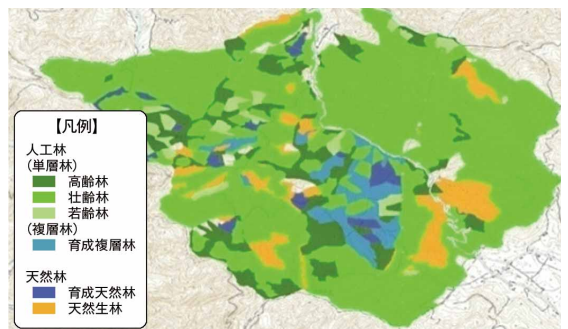 【凡例】
人工林
(単層林)
高齢林
壮齢林
若齢林
(複層林)
育成複層林
天然林
育成天然林
天然生林